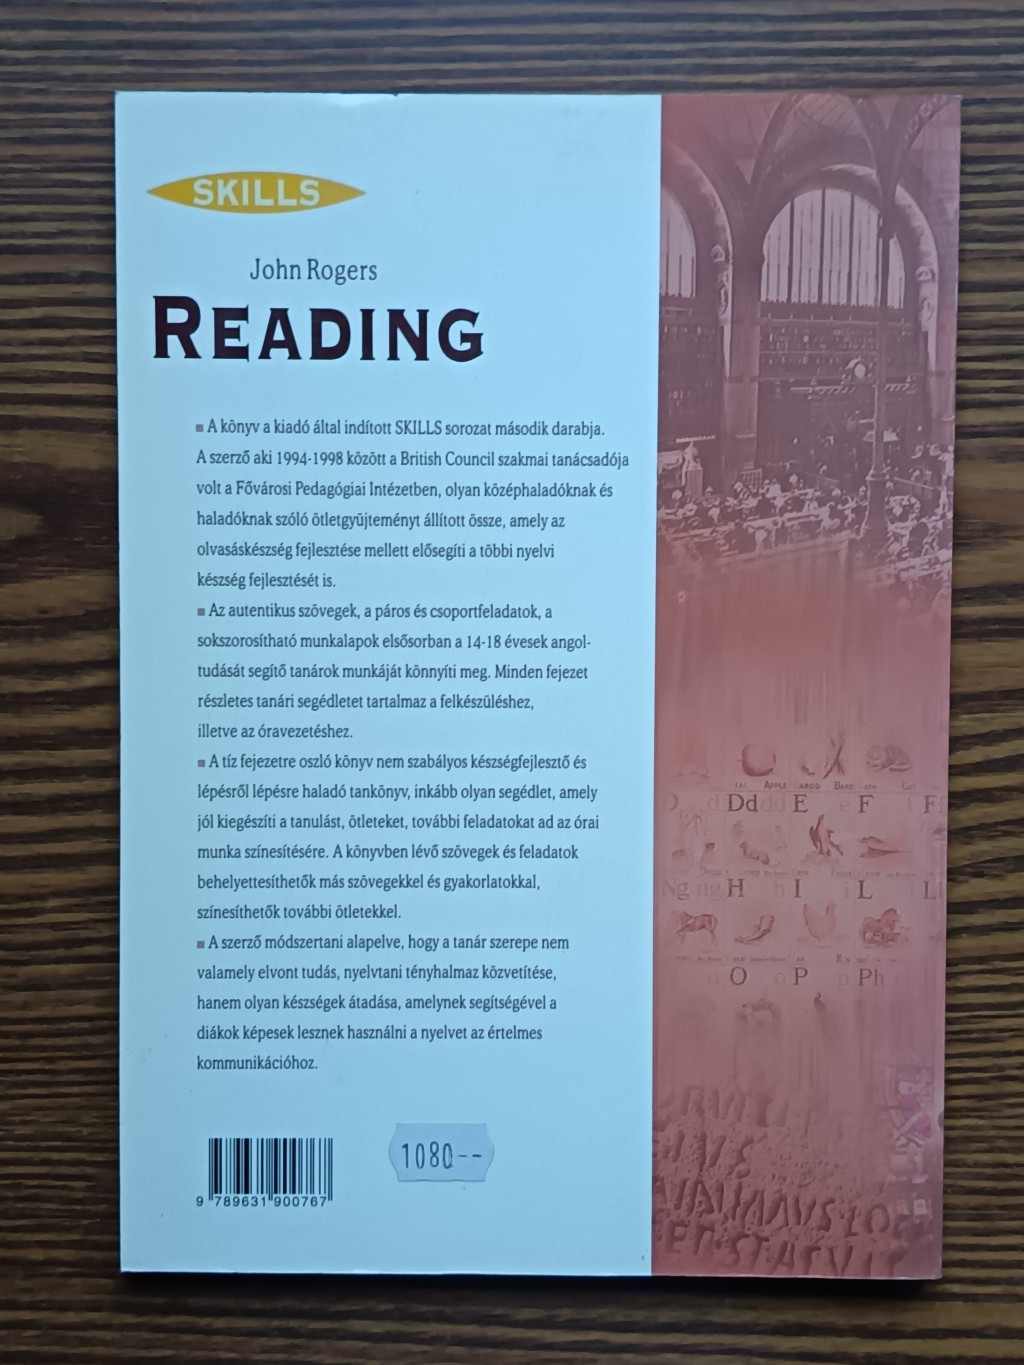 SKILLS
John Rogers
READING
▪ A könyv a kiadó által indított SKILLS sorozat második darabja.
A szerző aki 1994-1998 között a British Council szakmai tanácsadója
volt a Fővárosi Pedagógiai Intézetben, olyan középhaladóknak és
haladóknak szóló ötletgyűjteményt állított össze, amely az
olvasáskészség fejlesztése mellett elősegíti a többi nyelvi
készség fejlesztését is.
▪ Az autentikus szövegek, a páros és csoportfeladatok, a
sokszorosítható munkalapok elsősorban a 14-18 évesek angol-
tudását segítő tanárok munkáját könnyíti meg. Minden fejezet
részletes tanári segédletet tartalmaz a felkészüléshez,
illetve az óravezetéshez.
▪ A tíz fejezetre oszló könyv nem szabályos készségfejlesztő és
lépésről lépésre haladó tankönyv, inkább olyan segédlet, amely
jól kiegészíti a tanulást, ötleteket, további feladatokat ad az órai
munka színesítésére. A könyvben lévő szövegek és feladatok
behelyettesíthetők más szövegekkel és gyakorlatokkal,
színesíthetők további ötletekkel.
▪ A szerző módszertani alapelve, hogy a tanár szerepe nem
valamely elvont tudás, nyelvtani tényhalmaz közvetítése,
hanem olyan készségek átadása, amelynek segítségével a
diákok képesek lesznek használni a nyelvet az értelmes
kommunikációhoz.
1080--
9 789631 900767
APPLE
D d Dd d d E e F f F
Ng ng H h I i L L
n O o P p Ph